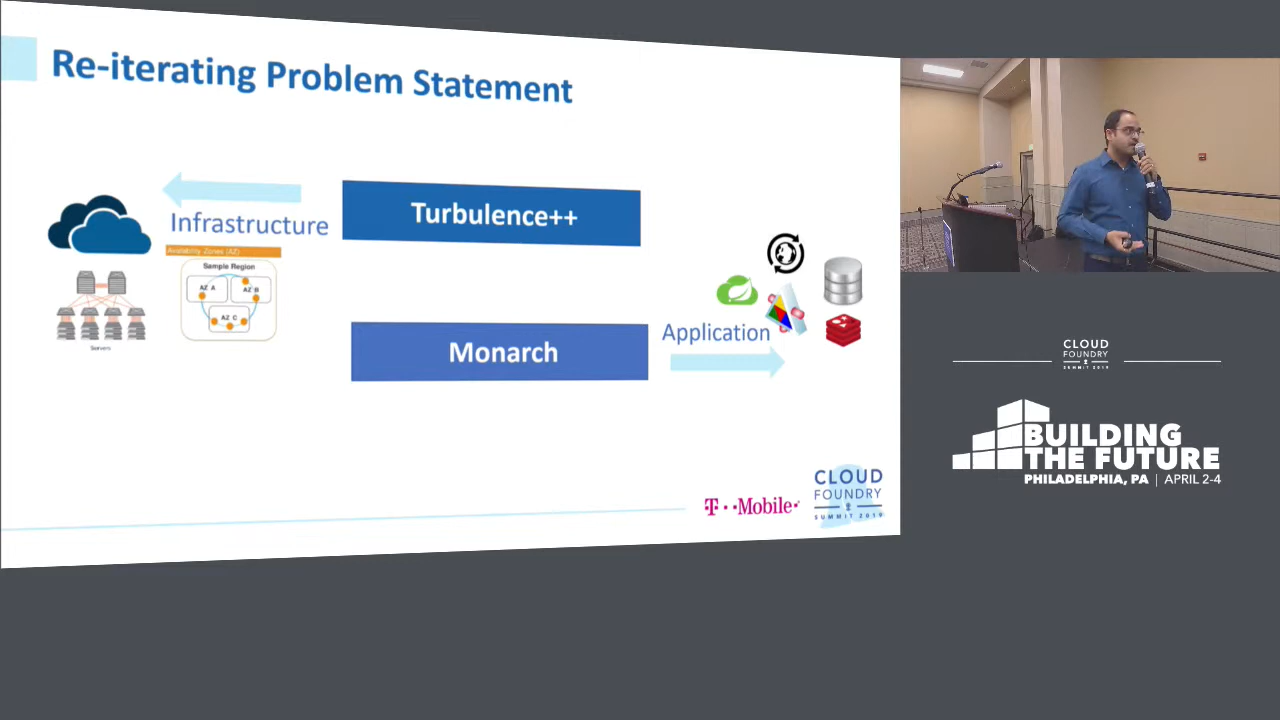 Re-iterating Problem Statement
Turbulence++
Infrastructure
Availability Zones (AZ)
Sample Region
AZ A
AZ B
AZ C
Servers
Monarch
Application
T··Mobile·
CLOUD
FOUNDRY
SUMMIT 2019
CLOUD
FOUNDRY
SUMMIT 2019
BUILDING
THE FUTURE
PHILADELPHIA, PA | APRIL 2-4